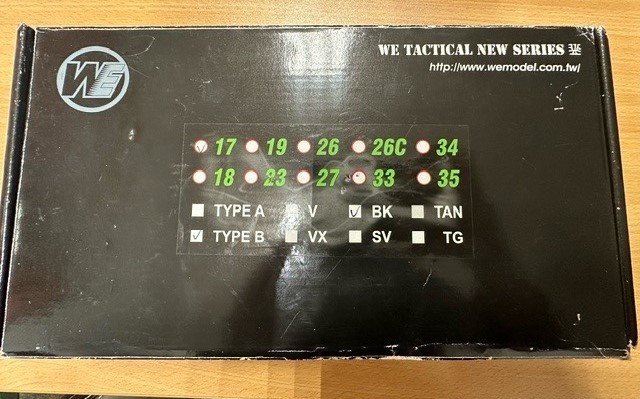 WE
WE TACTICAL NEW SERIES
http://www.wemodel.com.tw/
17 19 26 26C 34
18 23 27 33 35
TYPE A V BK TAN
TYPE B VX SV TG